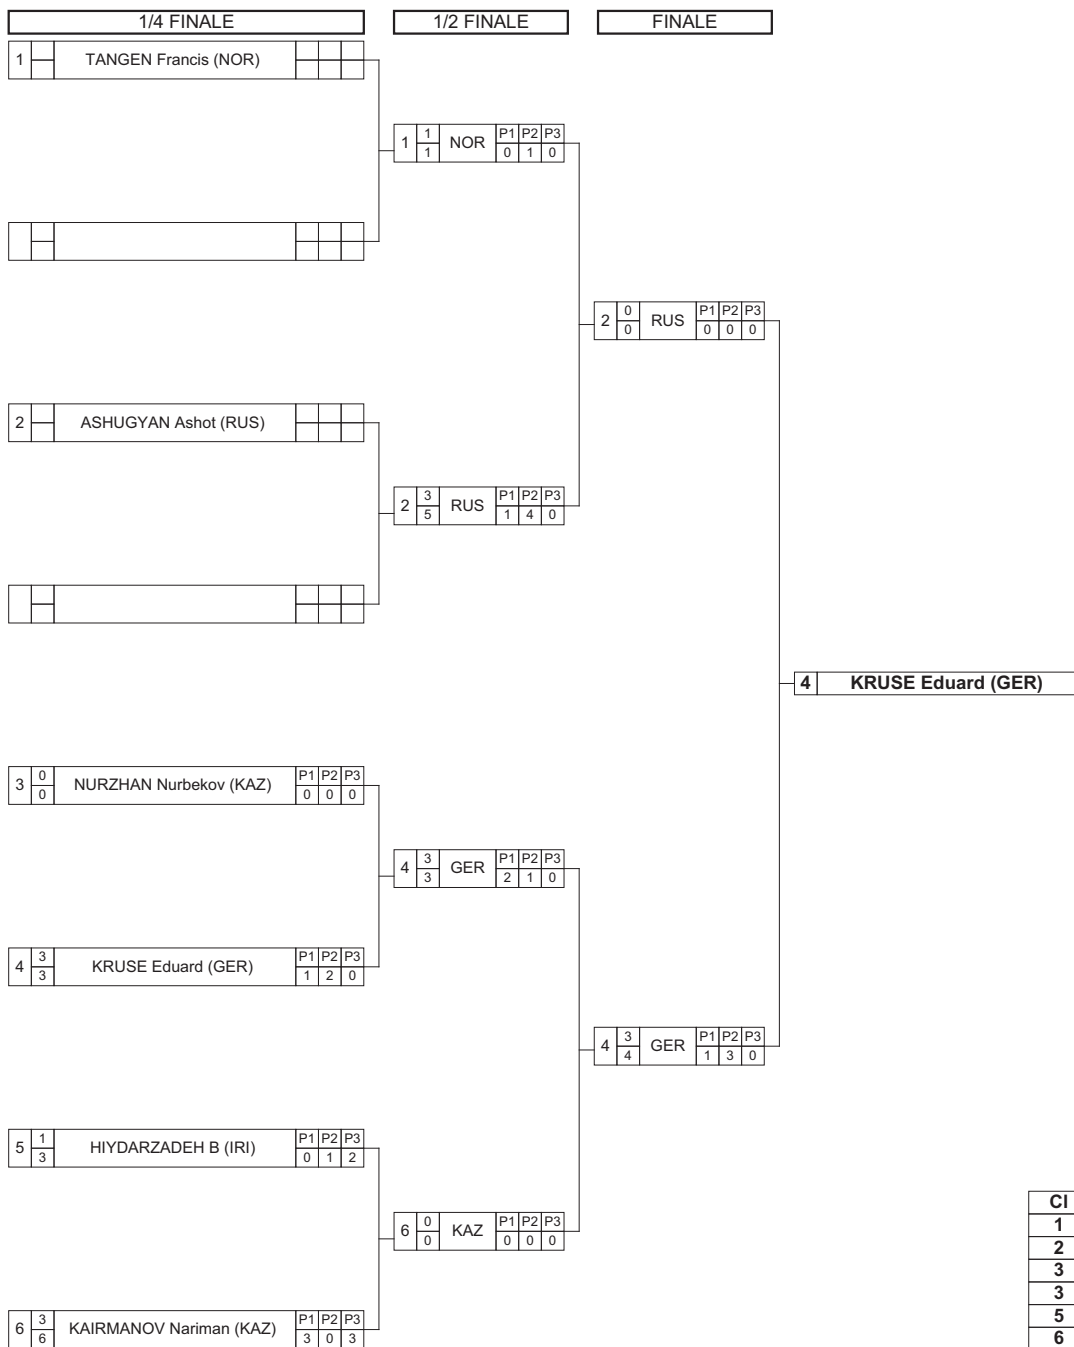 1/4 FINALE 1/2 FINALE FINALE
1 TANGEN Francis (NOR)
1 1 NOR P1 P2 P3
1 0 1 0
2 0 RUS P1 P2 P3
0 0 0 0
2 ASHUGYAN Ashot (RUS)
2 3 RUS P1 P2 P3
5 1 4 0
4 KRUSE Eduard (GER)
3 0 NURZHAN Nurbekov (KAZ) P1 P2 P3
0 0 0 0
4 3 GER P1 P2 P3
3 2 1 0
4 3 KRUSE Eduard (GER) P1 P2 P3
3 1 2 0
4 3 GER P1 P2 P3
4 1 3 0
5 1 HIYDARZADEH B (IRI) P1 P2 P3
3 0 1 2
6 0 KAZ P1 P2 P3
0 0 0 0
6 3 KAIRMANOV Nariman (KAZ) P1 P2 P3
6 3 0 3
Cl
1
2
3
3
5
6